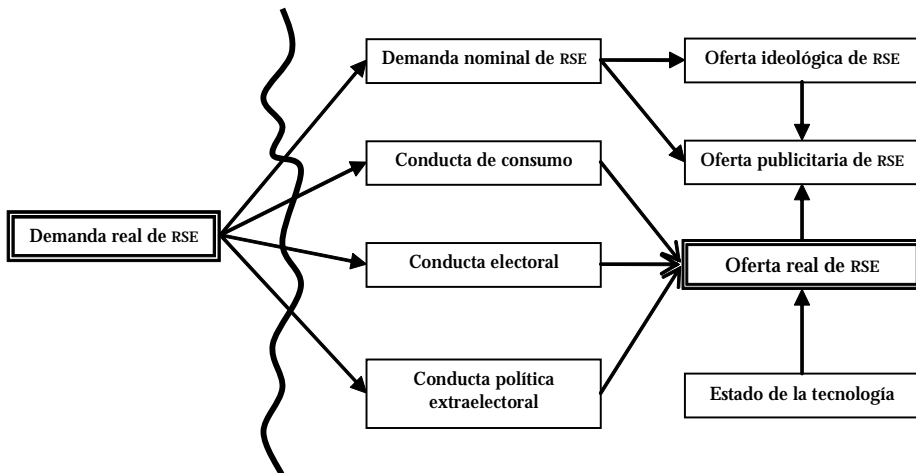 Demanda nominal de RSE
Oferta ideológica de RSE
Conducta de consumo
Oferta publicitaria de RSE
Demanda real de RSE
Conducta electoral
Oferta real de RSE
Conducta política
extraelectoral
Estado de la tecnología